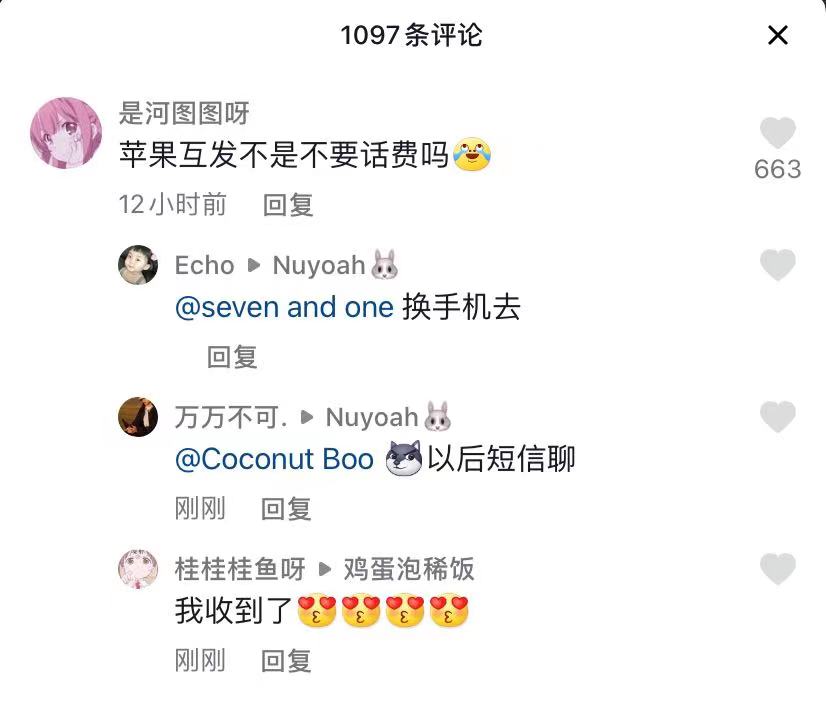 1097条评论
是河图图呀
苹果互发不是不要话费吗😂
663
12小时前 回复
Echo ▶ Nuyoah🐰
@seven and one 换手机去
回复
万万不可. ▶ Nuyoah🐰
@Coconut Boo 🐺以后短信聊
刚刚 回复
桂桂桂鱼呀 ▶ 鸡蛋泡稀饭
我收到了😍😍😍😍
刚刚 回复